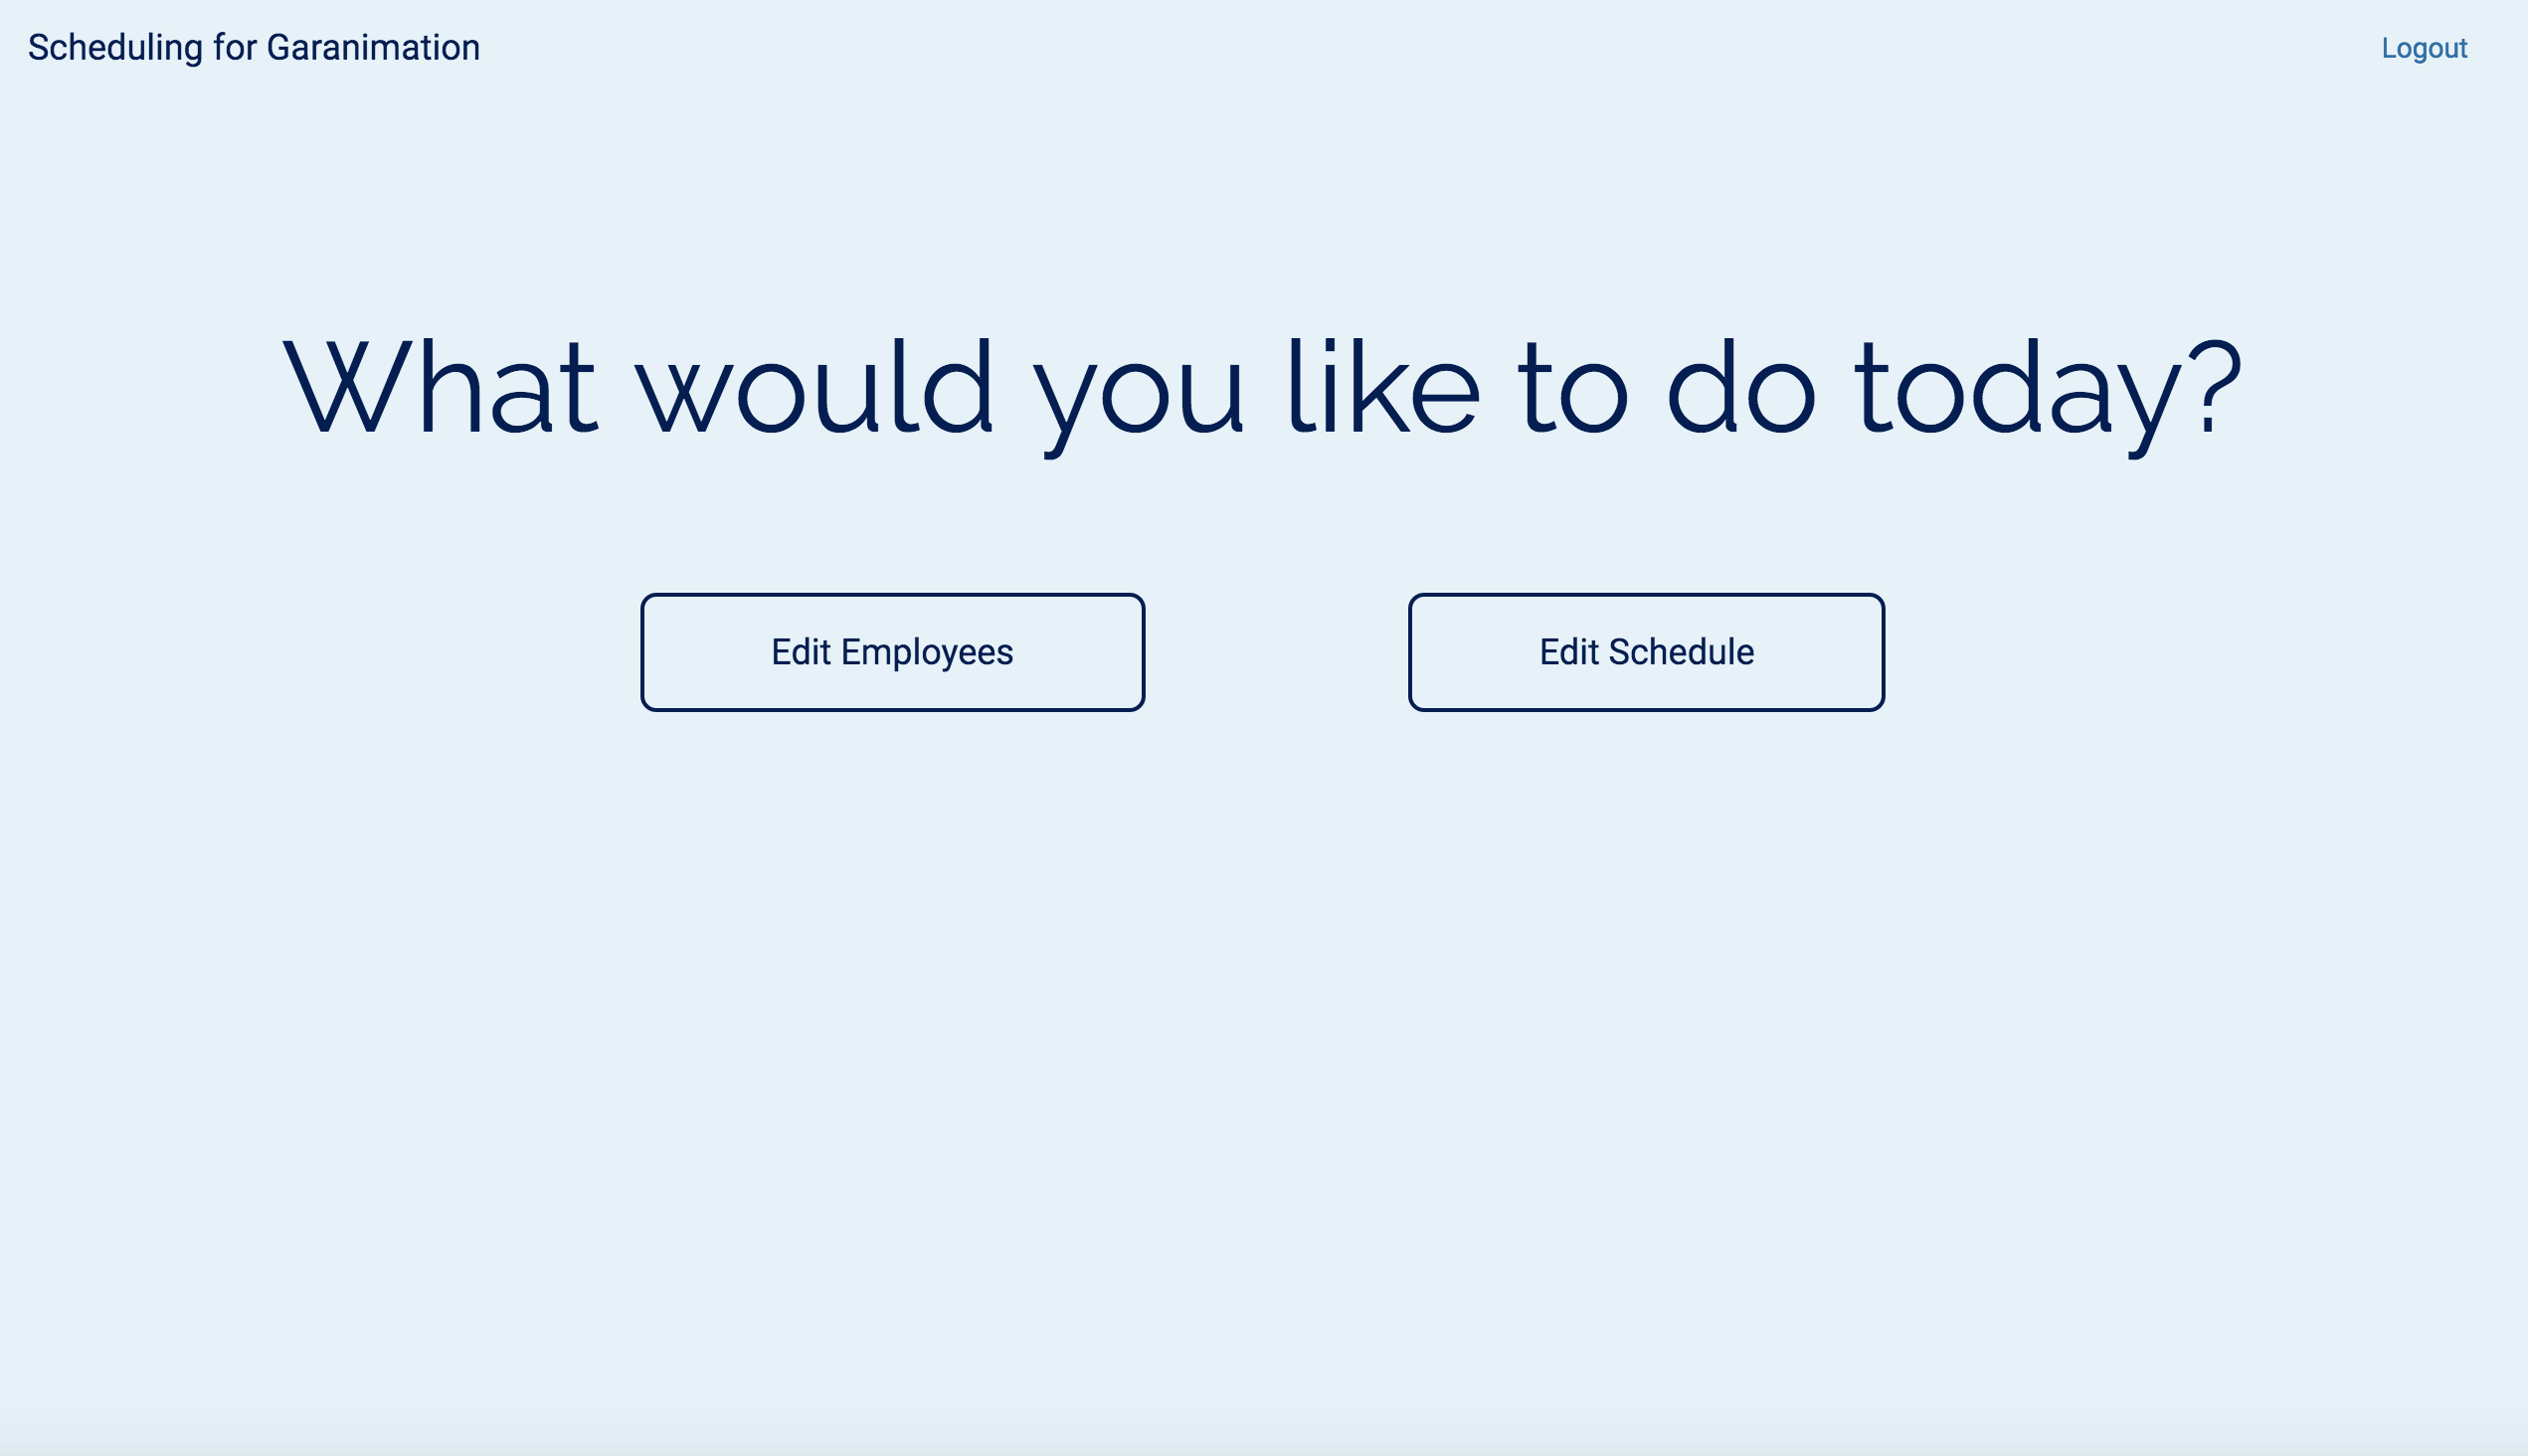 Scheduling for Garanimation
Logout
What would you like to do today?
Edit Employees
Edit Schedule